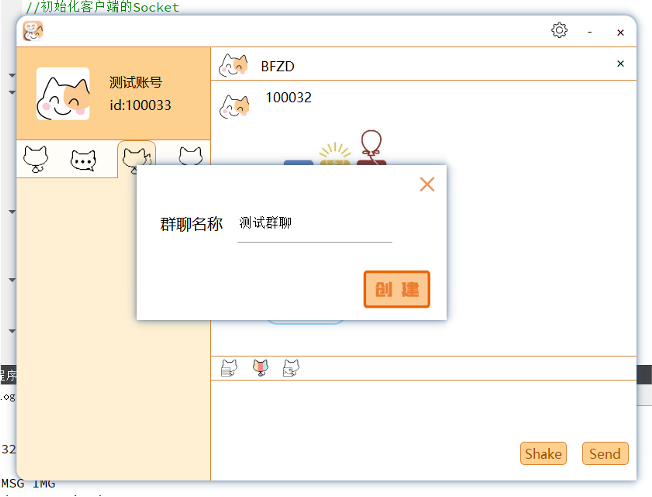 //初始化客户端的Socket
-
×
BFZD
×
测试账号
id:100033
100032
群聊名称
测试群聊
创 建
程序
Log
32
Shake
Send
MSG IMG